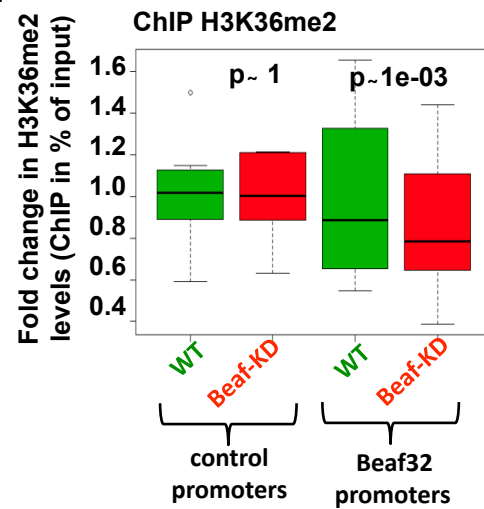 ChIP H3K36me2
Fold change in H3K36me2
levels (ChIP in % of input)
1.6
1.4
1.2
1.0
0.8
0.6
0.4
p~ 1
p~1e-03
WT
Beaf-KD
WT
Beaf-KD
control
promoters
Beaf32
promoters